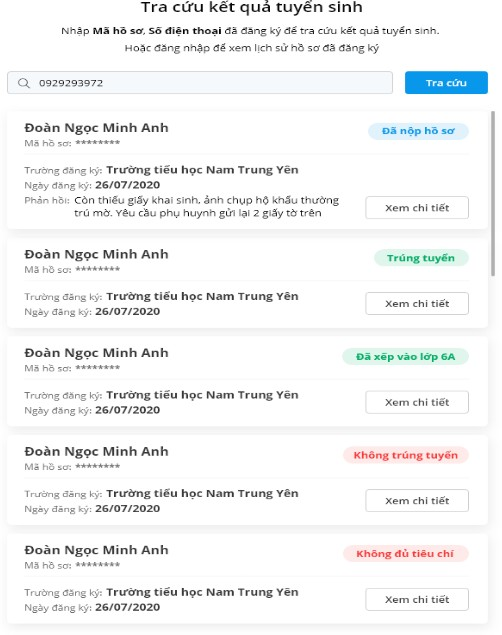 Tra cứu kết quả tuyển sinh
Nhập Mã hồ sơ, Số điện thoại đã đăng ký để tra cứu kết quả tuyển sinh.
Hoặc đăng nhập để xem lịch sử hồ sơ đã đăng ký
0929293972
Tra cứu
Đoàn Ngọc Minh Anh
Đã nộp hồ sơ
Mã hồ sơ: ********
Trường đăng ký: Trường tiểu học Nam Trung Yên
Ngày đăng ký: 26/07/2020
Phản hồi: Còn thiếu giấy khai sinh, ảnh chụp hộ khẩu thường
trú mờ. Yêu cầu phụ huynh gửi lại 2 giấy tờ trên
Xem chi tiết
Đoàn Ngọc Minh Anh
Trúng tuyển
Mã hồ sơ: ********
Trường đăng ký: Trường tiểu học Nam Trung Yên
Ngày đăng ký: 26/07/2020
Xem chi tiết
Đoàn Ngọc Minh Anh
Đã xếp vào lớp 6A
Mã hồ sơ: ********
Trường đăng ký: Trường tiểu học Nam Trung Yên
Ngày đăng ký: 26/07/2020
Xem chi tiết
Đoàn Ngọc Minh Anh
Không trúng tuyển
Mã hồ sơ: ********
Trường đăng ký: Trường tiểu học Nam Trung Yên
Ngày đăng ký: 26/07/2020
Xem chi tiết
Đoàn Ngọc Minh Anh
Không đủ tiêu chí
Mã hồ sơ: ********
Trường đăng ký: Trường tiểu học Nam Trung Yên
Ngày đăng ký: 26/07/2020
Xem chi tiết